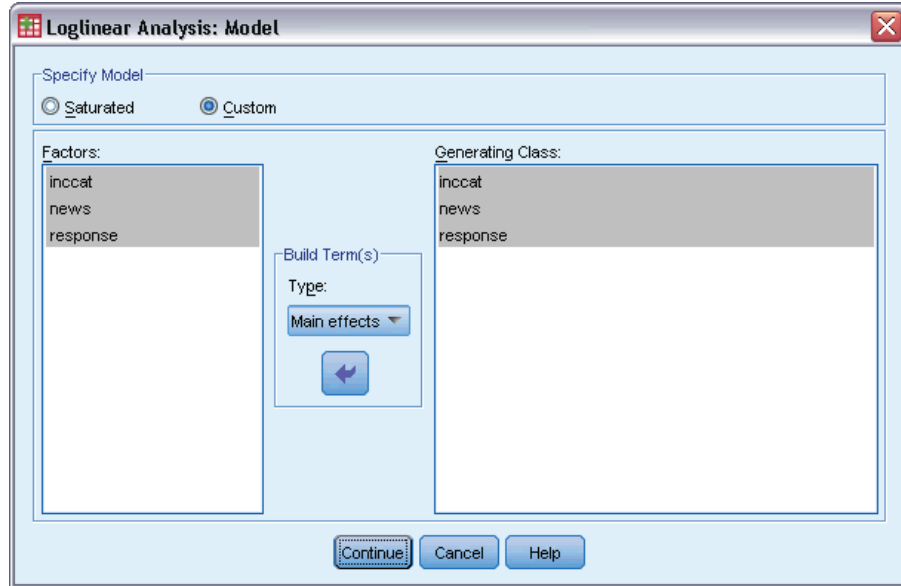 Loglinear Analysis: Model
Specify Model
Saturated
Custom
Factors:
inccat
news
response
Build Term(s)
Type:
Main effects
Generating Class:
inccat
news
response
Continue
Cancel
Help